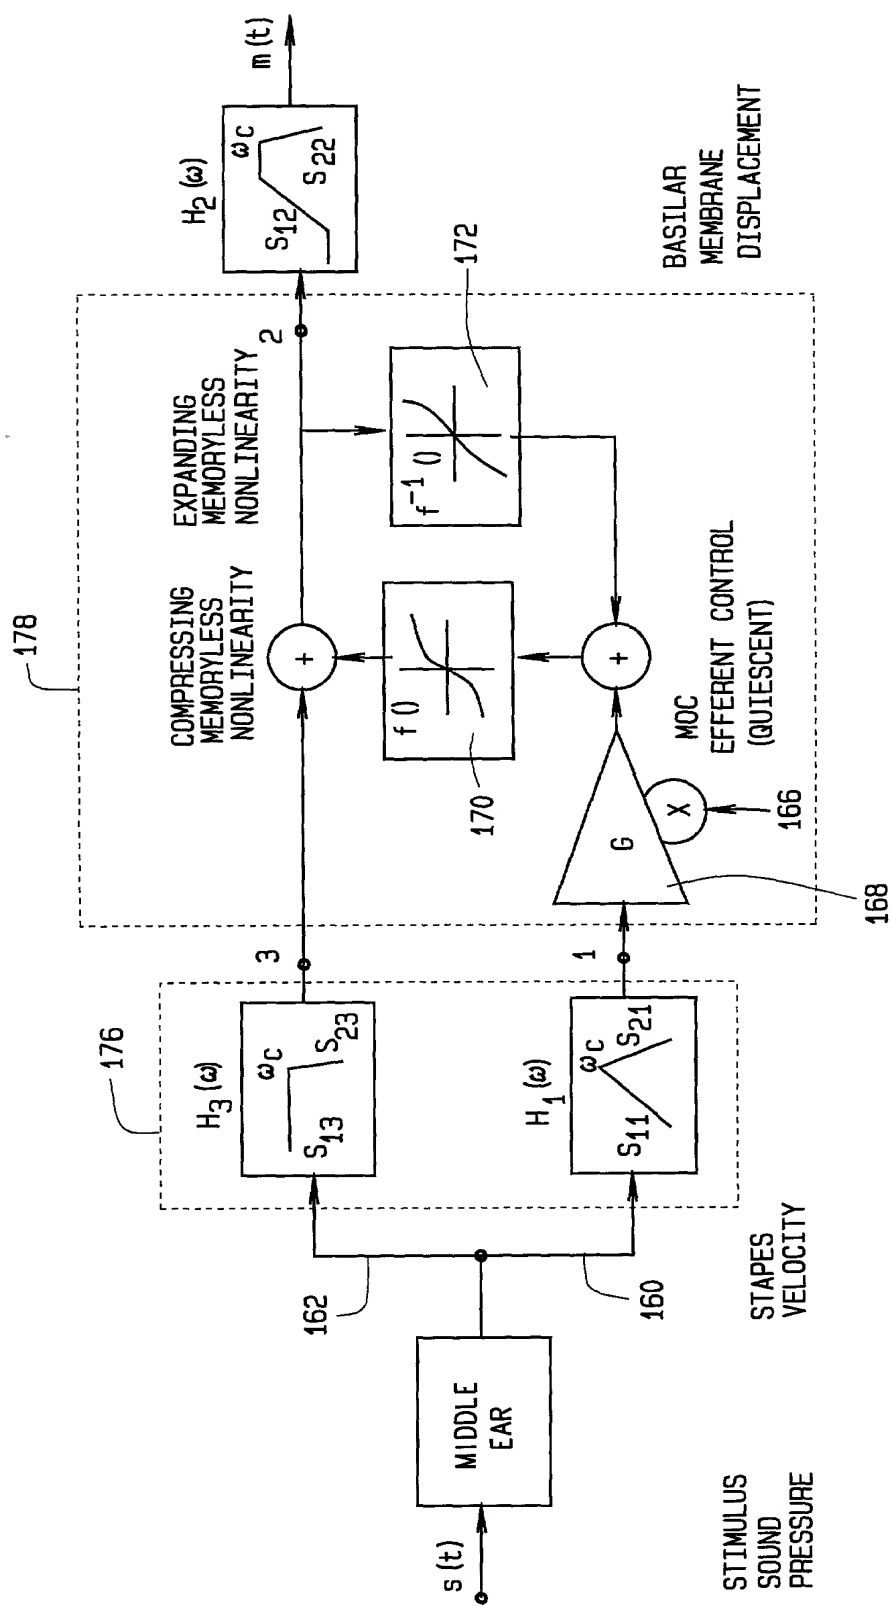 s(t)
MIDDLE
EAR
STIMULUS
SOUND
PRESSURE
162
160
STAPES
VELOCITY
176
H3(ω)
ωC
S13
S23
H1(ω)
ωC
S11
S21
3
1
178
COMPRESSING
MEMORYLESS
NONLINEARITY
EXPANDING
MEMORYLESS
NONLINEARITY
+
f()
170
+
f-1()
172
G
X
166
168
MOC
EFFERENT CONTROL
(QUIESCENT)
2
H2(ω)
ωC
S12
S22
m(t)
BASILAR
MEMBRANE
DISPLACEMENT